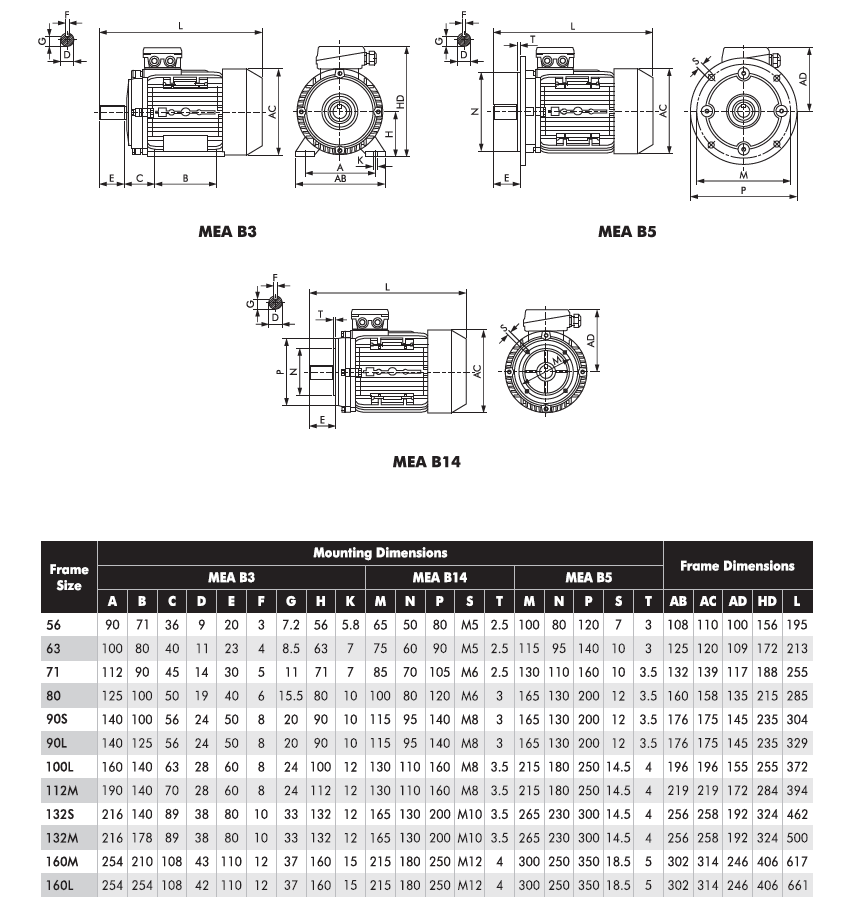 F
G
D
L
E
C
B
AC
HD
H
K
A
AB
MEA B3
F
G
D
T
L
N
AC
E
S
AD
M
P
MEA B5
F
G
D
L
T
P
N
AC
E
S
AD
M
MEA B14
Frame Size Mounting Dimensions Frame Dimensions
MEA B3 MEA B14 MEA B5
A B C D E F G H K M N P S T M N P S T AB AC AD HD L
56 90 71 36 9 20 3 7.2 56 5.8 65 50 80 M5 2.5 100 80 120 7 3 108 110 100 156 195
63 100 80 40 11 23 4 8.5 63 7 75 60 90 M5 2.5 115 95 140 10 3 125 120 109 172 213
71 112 90 45 14 30 5 11 71 7 85 70 105 M6 2.5 130 110 160 10 3.5 132 139 117 188 255
80 125 100 50 19 40 6 15.5 80 10 100 80 120 M6 3 165 130 200 12 3.5 160 158 135 215 285
90S 140 100 56 24 50 8 20 90 10 115 95 140 M8 3 165 130 200 12 3.5 176 175 145 235 304
90L 140 125 56 24 50 8 20 90 10 115 95 140 M8 3 165 130 200 12 3.5 176 175 145 235 329
100L 160 140 63 28 60 8 24 100 12 130 110 160 M8 3.5 215 180 250 14.5 4 196 196 155 255 372
112M 190 140 70 28 60 8 24 112 12 130 110 160 M8 3.5 215 180 250 14.5 4 219 219 172 284 394
132S 216 140 89 38 80 10 33 132 12 165 130 200 M10 3.5 265 230 300 14.5 4 256 258 192 324 462
132M 216 178 89 38 80 10 33 132 12 165 130 200 M10 3.5 265 230 300 14.5 4 256 258 192 324 500
160M 254 210 108 43 110 12 37 160 15 215 180 250 M12 4 300 250 350 18.5 5 302 314 246 406 617
160L 254 254 108 42 110 12 37 160 15 215 180 250 M12 4 300 250 350 18.5 5 302 314 246 406 661